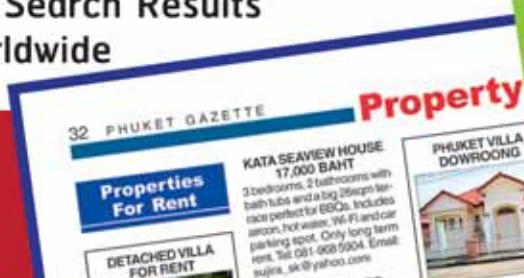 Search Results
rldwide
32 PHUKET GAZETTE
Property
Properties
For Rent
DETACHED VILLA
FOR RENT
KATA SEAVIEW HOUSE
17,000 BAHT
3 bedrooms, 2 bathrooms with
bath tubs and a big 26sqm ter-
race perfect for BBQs. Includes
aircon, hot water, Wi-Fi and car
parking spot. Only long term
rent. Tel: 081-968 5904. Email:
sujira_sk@yahoo.com
PHUKET VILLA
DOWROONG